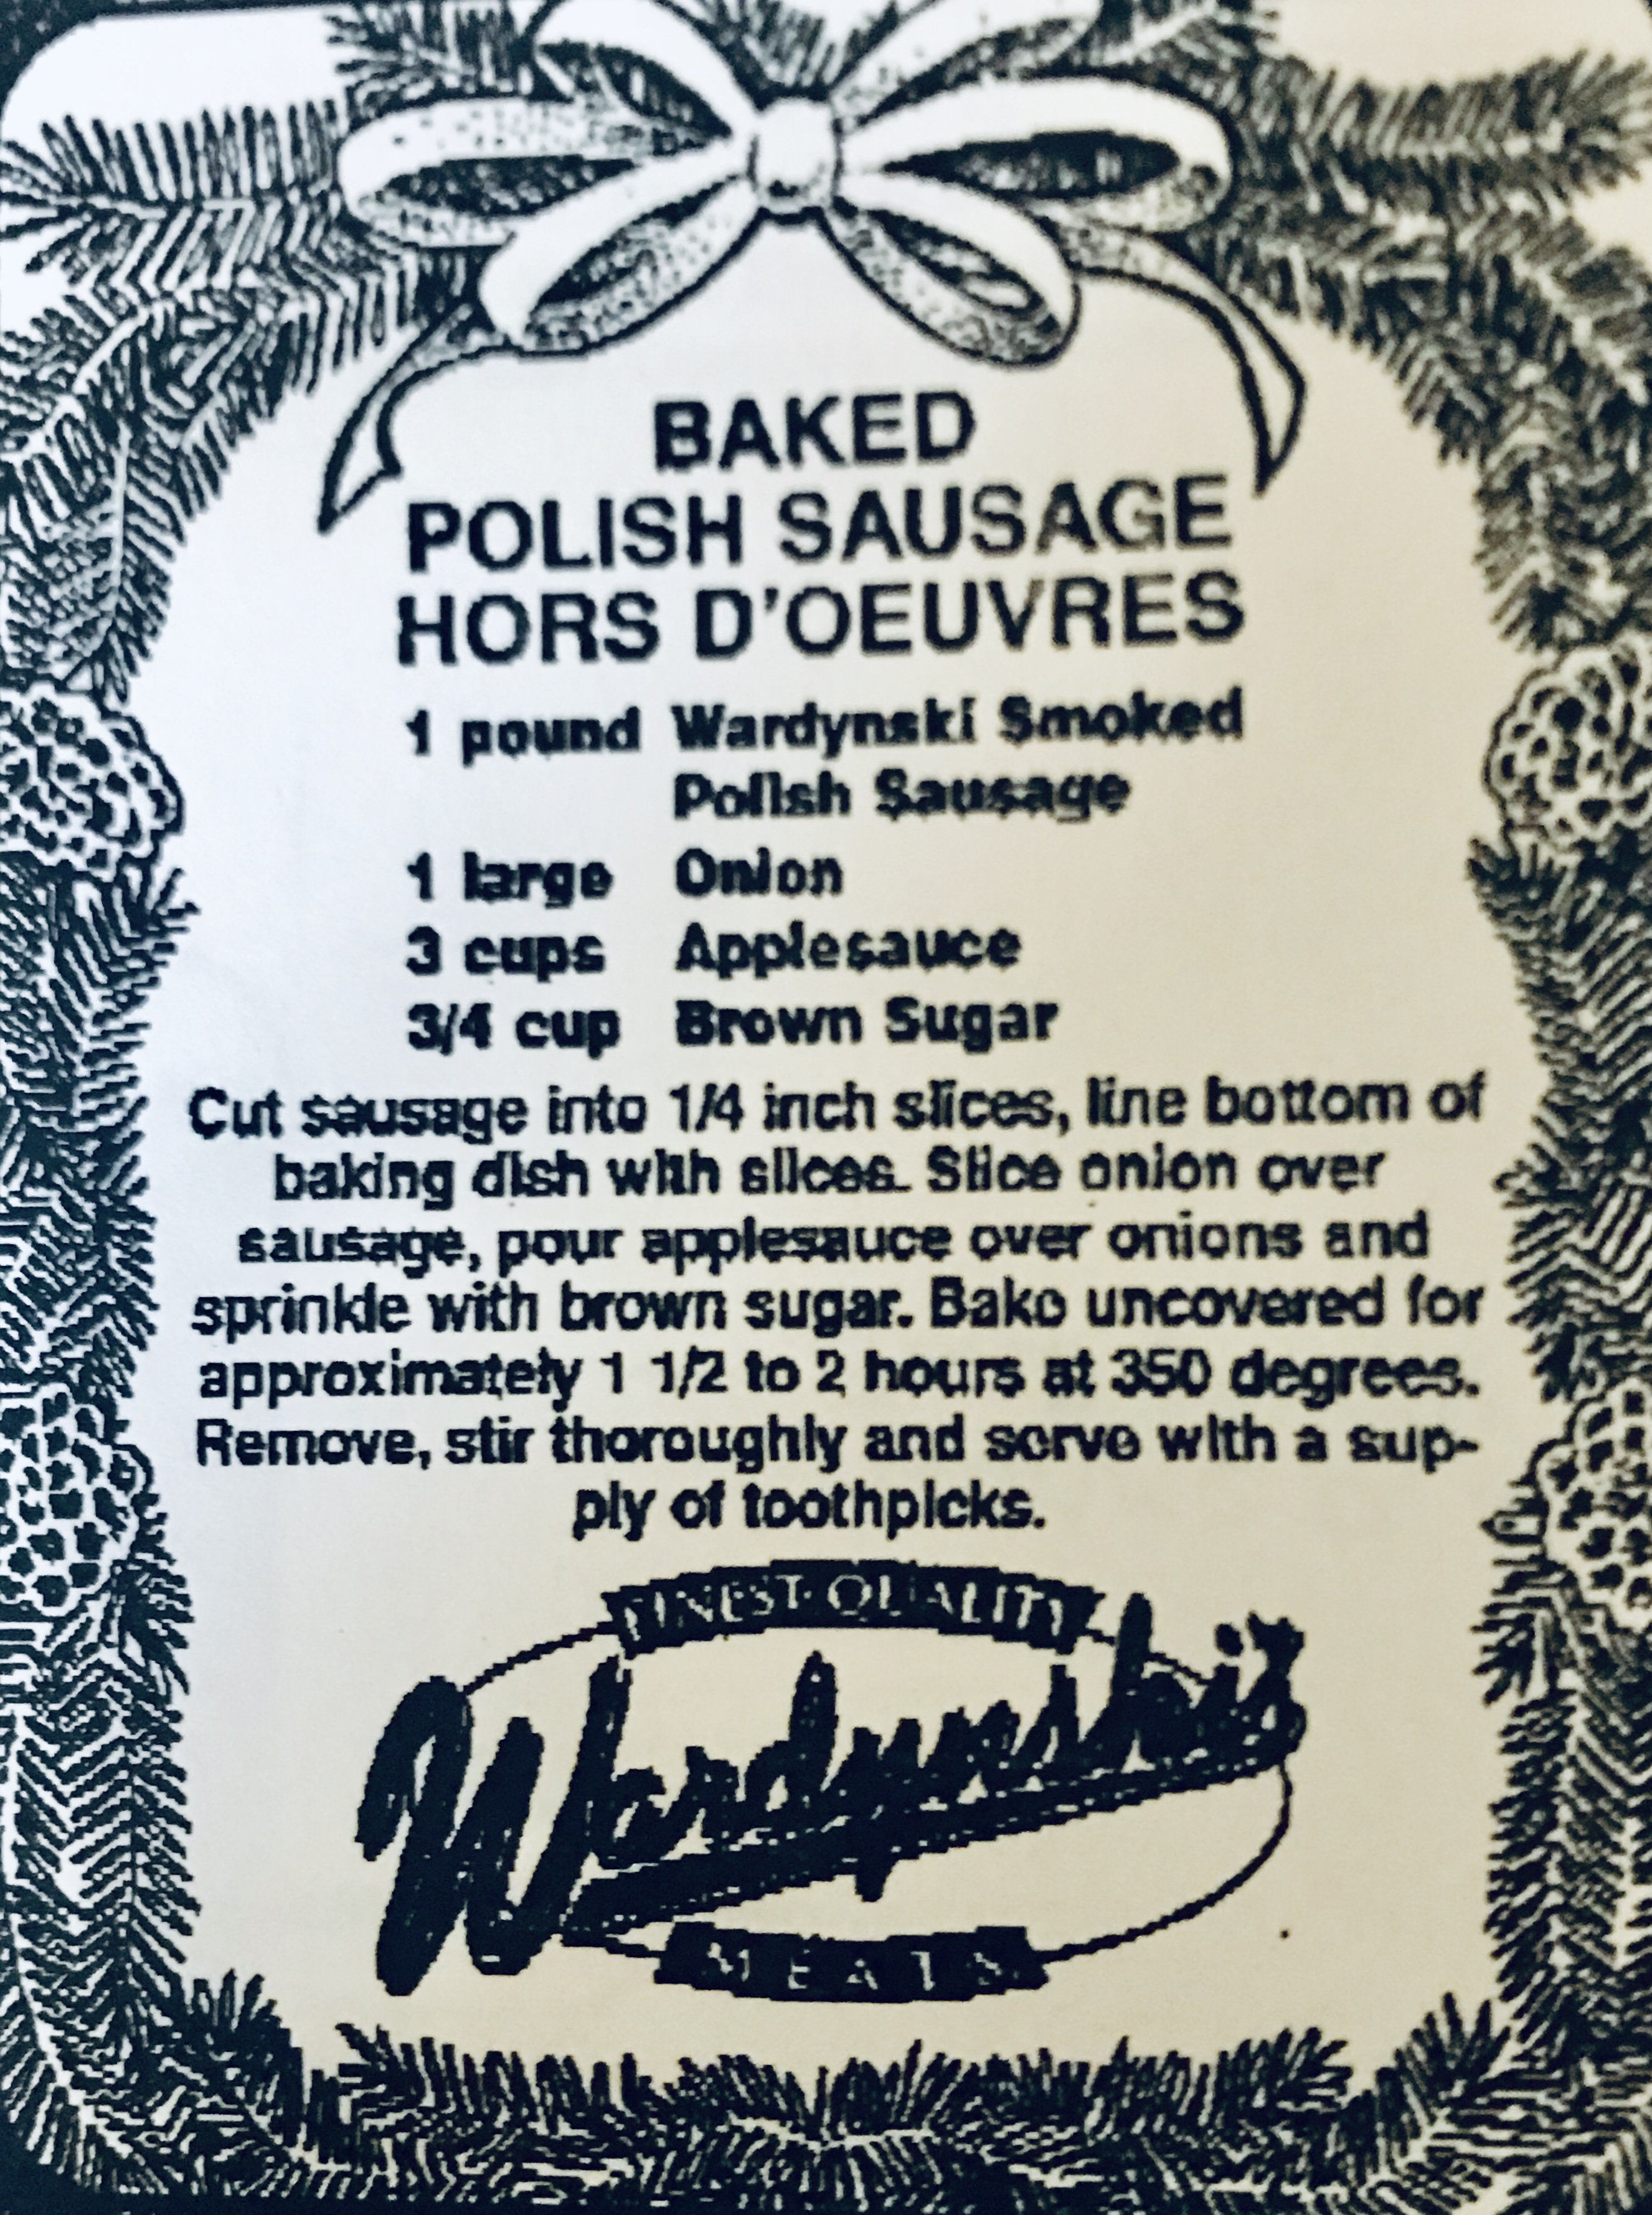 BAKED
POLISH SAUSAGE
HORS D'OEUVRES
1 pound Wardynski Smoked
Polish Sausage
1 large Onion
3 cups Applesauce
3/4 cup Brown Sugar
Cut sausage into 1/4 inch slices, line bottom of
baking dish with slices. Slice onion over
sausage, pour applesauce over onions and
sprinkle with brown sugar. Bake uncovered for
approximately 1 1/2 to 2 hours at 350 degrees.
Remove, stir thoroughly and serve with a sup-
ply of toothpicks.
FINEST QUALITY
Wardynski's
MEATS